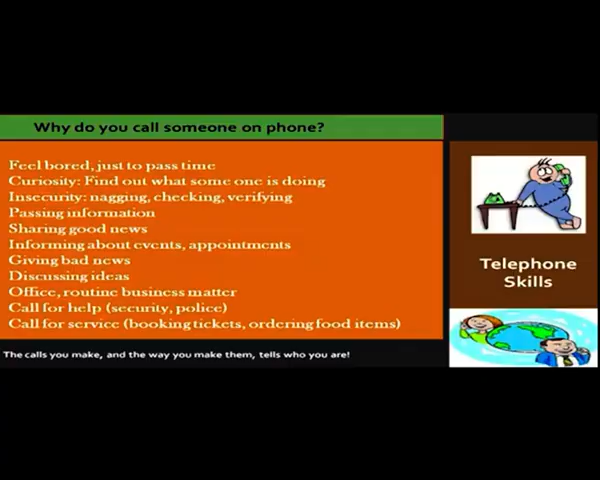 Why do you call someone on phone?
Feel bored, just to pass time
Curiosity: Find out what some one is doing
Insecurity: nagging, checking, verifying
Passing information
Sharing good news
Informing about events, appointments
Giving bad news
Discussing ideas
Office, routine business matter
Call for help (security, police)
Call for service (booking tickets, ordering food items)
The calls you make, and the way you make them, tells who you are!
Telephone
Skills